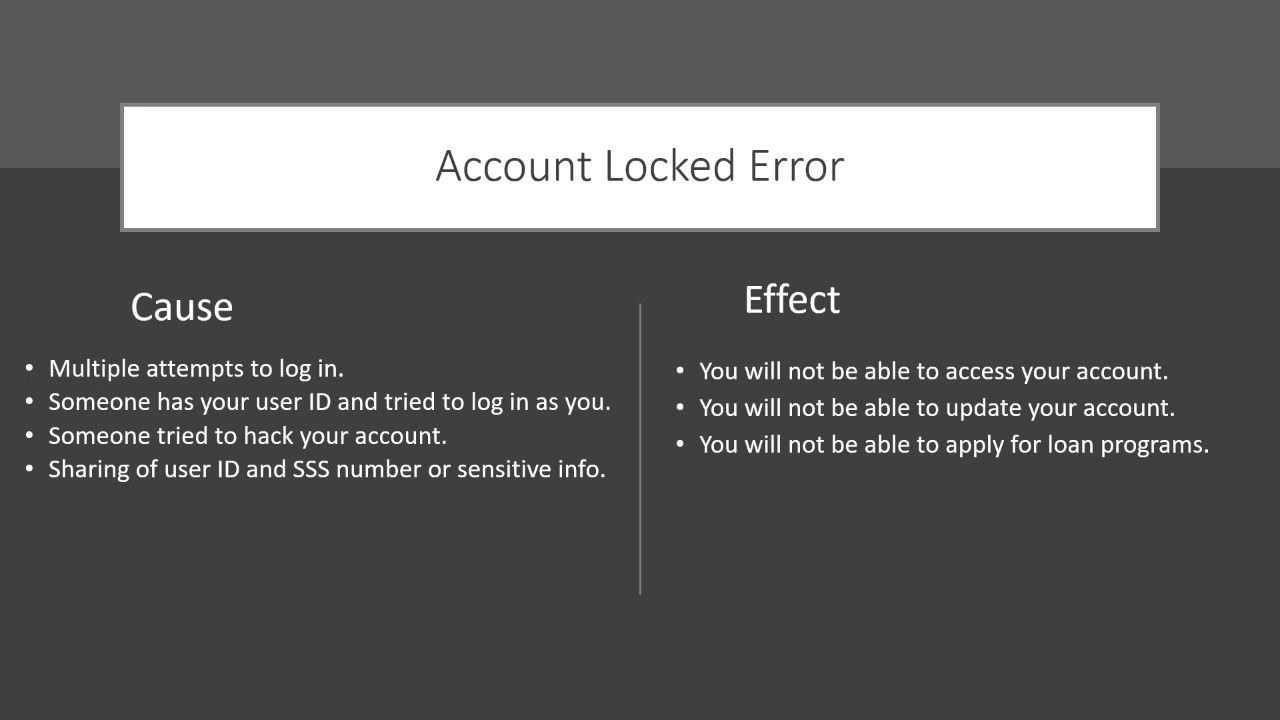 Account Locked Error
Cause
• Multiple attempts to log in.
• Someone has your user ID and tried to log in as you.
• Someone tried to hack your account.
• Sharing of user ID and SSS number or sensitive info.
Effect
• You will not be able to access your account.
• You will not be able to update your account.
• You will not be able to apply for loan programs.